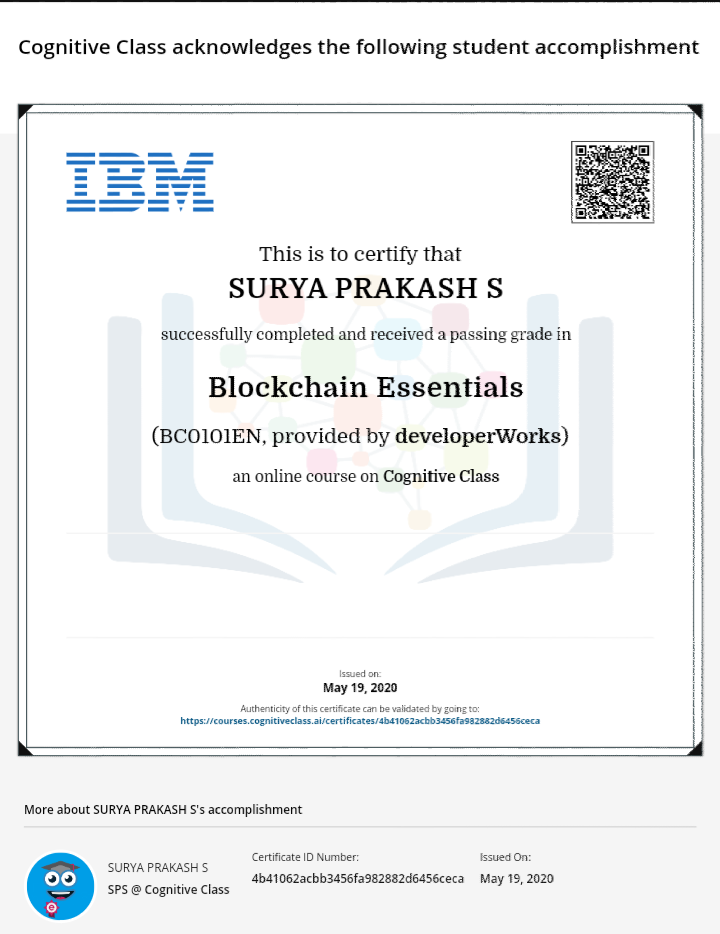 Cognitive Class acknowledges the following student accomplishment
IBM
This is to certify that
SURYA PRAKASH S
successfully completed and received a passing grade in
Blockchain Essentials
(BC0101EN, provided by developerWorks)
an online course on Cognitive Class
Issued on:
May 19, 2020
Authenticity of this certificate can be validated by going to:
https://courses.cognitiveclass.ai/certificates/4b41062acbb3456fa982882d6456ceca
More about SURYA PRAKASH S's accomplishment
SURYA PRAKASH S
SPS @ Cognitive Class
Certificate ID Number:
4b41062acbb3456fa982882d6456ceca
Issued On:
May 19, 2020